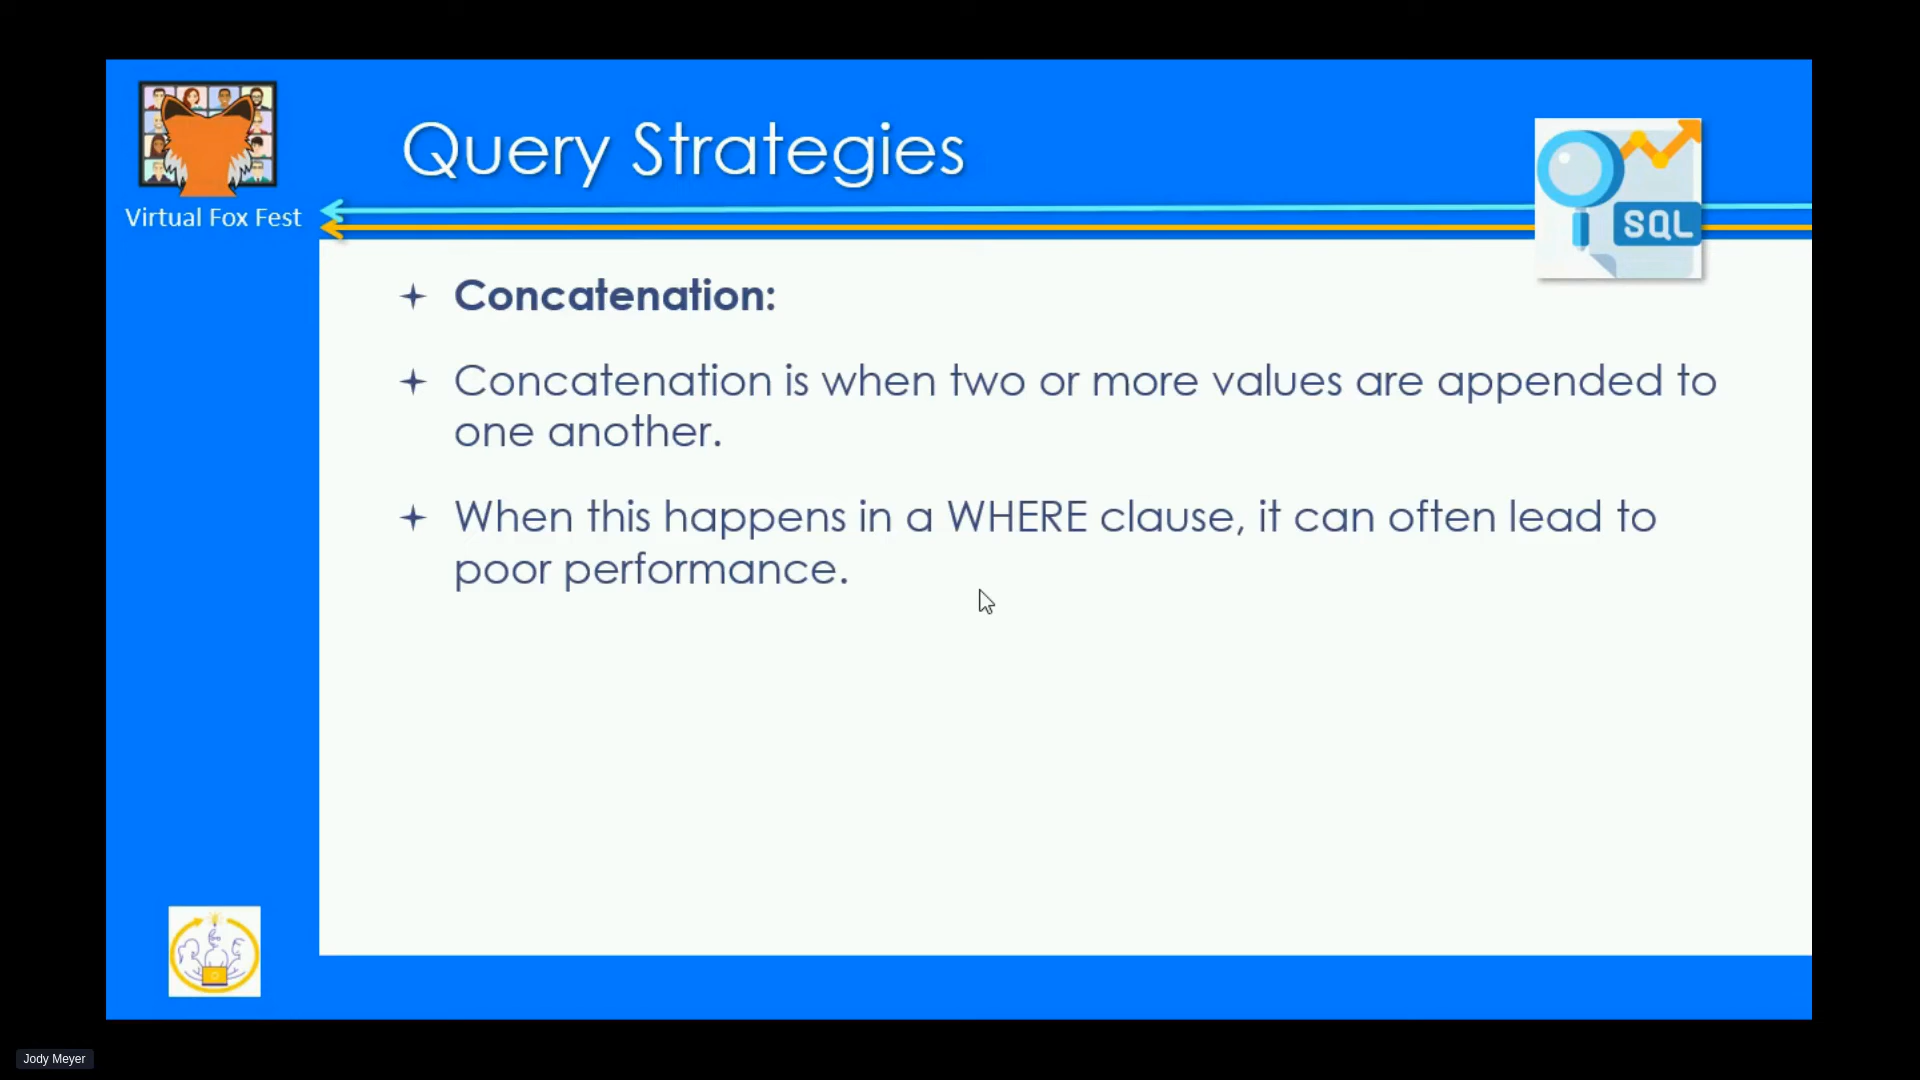 Query Strategies
Virtual Fox Fest
SQL
Concatenation:
Concatenation is when two or more values are appended to
one another.
When this happens in a WHERE clause, it can often lead to
poor performance.
Jody Meyer